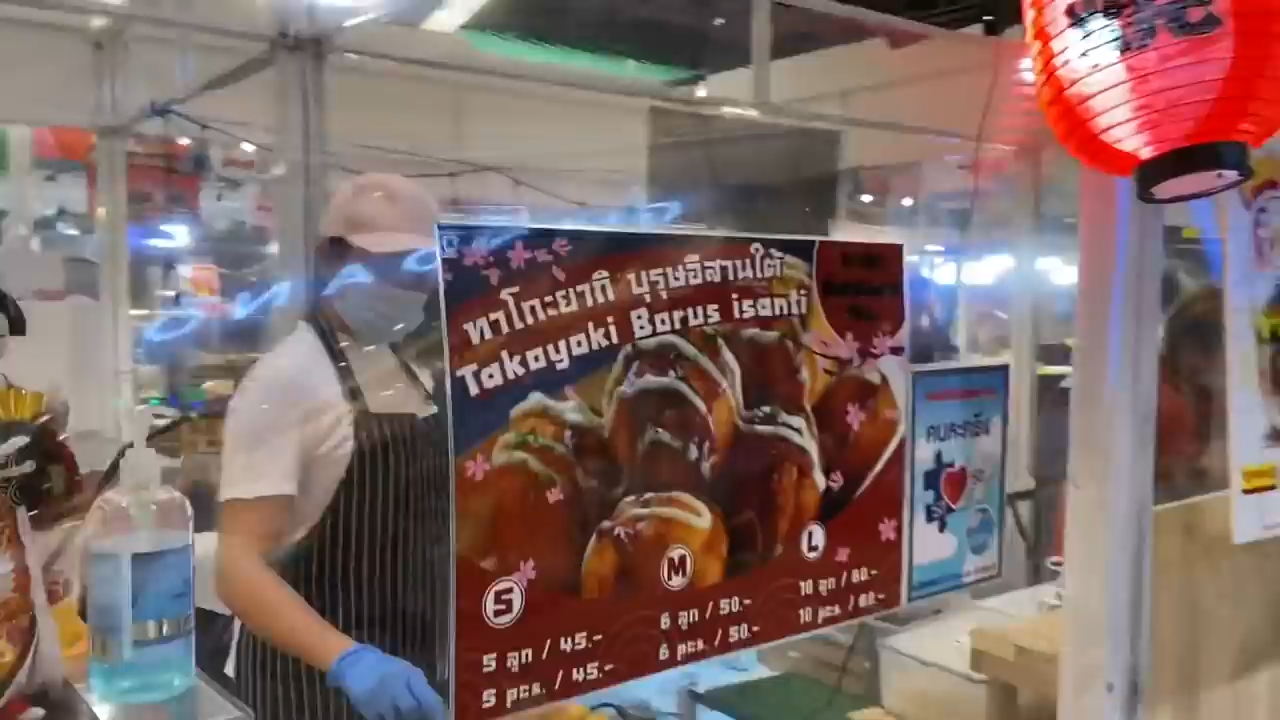 ทาโกะยากิ บุรุษอีสานใต้
Takoyaki Borus isanti
S
5 ลูก / 45.-
5 pcs. / 45.-
M
6 ลูก / 50.-
6 pcs. / 50.-
L
10 ลูก / 80.-
10 pcs. / 80.-
คนละครึ่ง